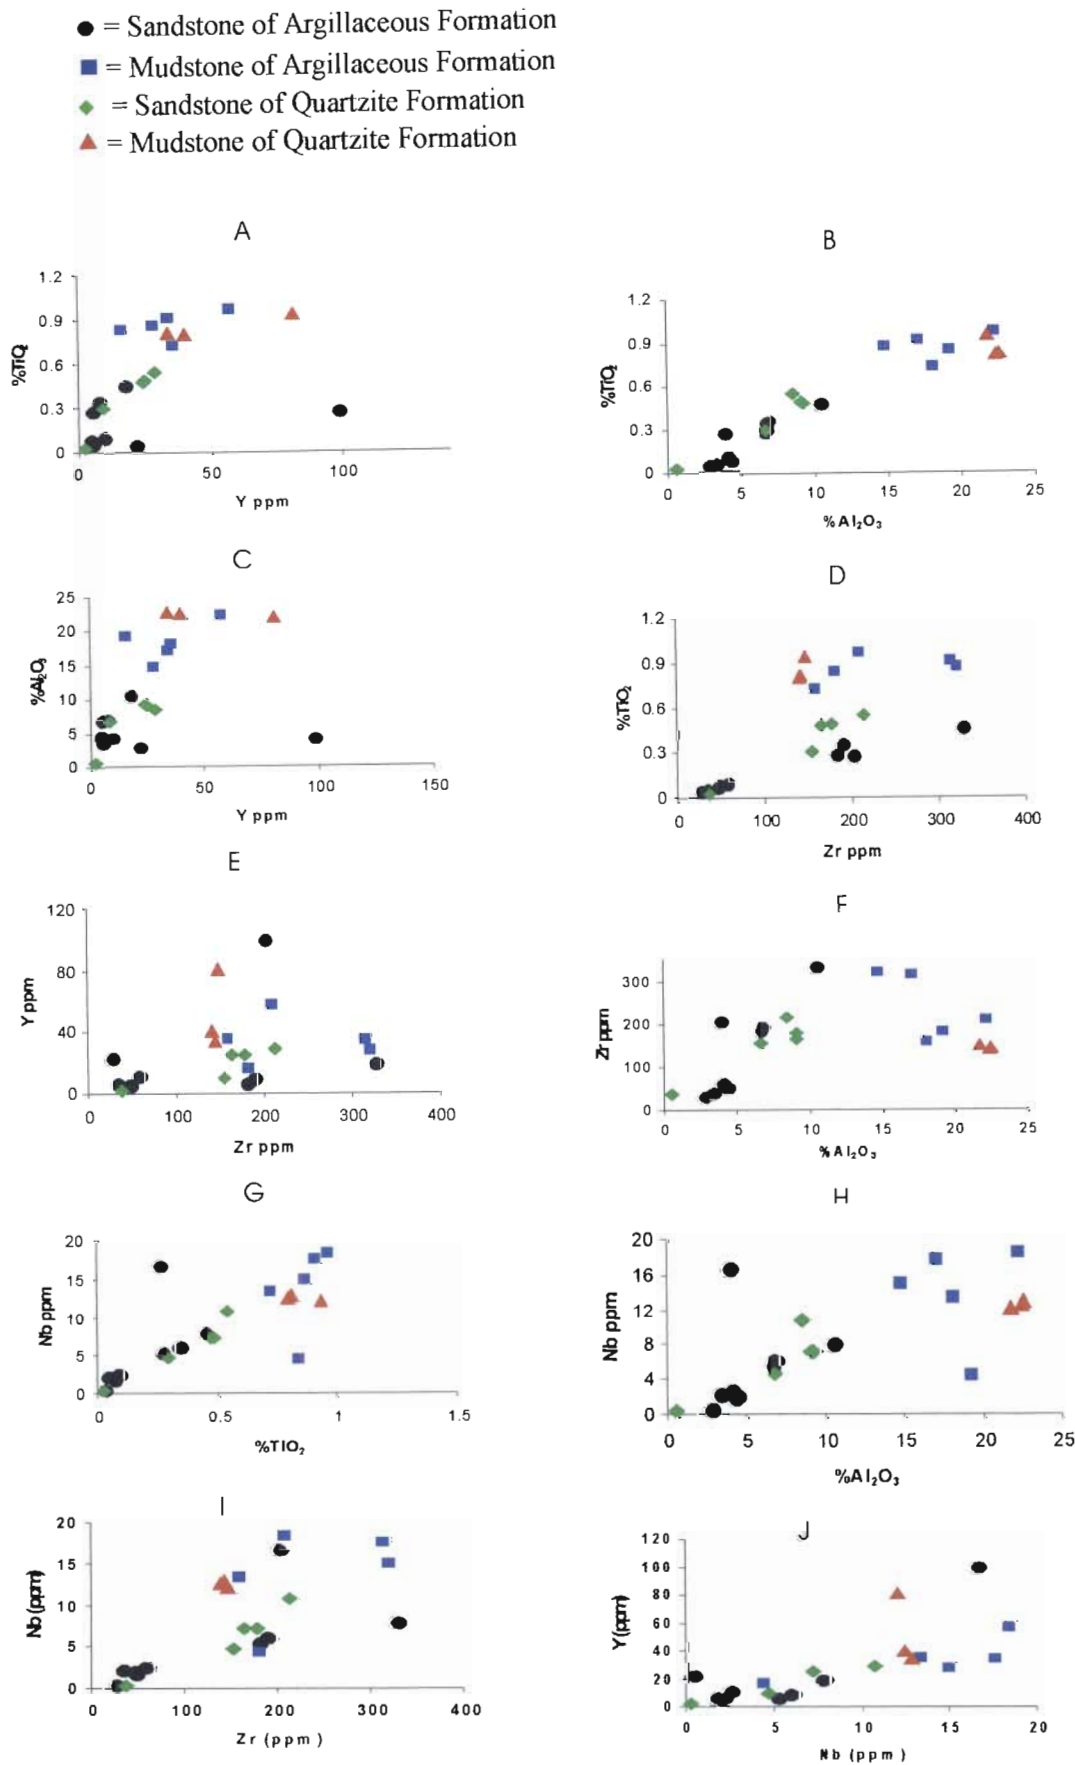 = Sandstone of Argillaceous Formation
= Mudstone of Argillaceous Formation
= Sandstone of Quartzite Formation
= Mudstone of Quartzite Formation
A
1.2
0.9
0.6
0.3
0
%TiO₂
0 50 100
Y ppm
B
1.2
0.9
0.6
0.3
0
%TiO₂
0 5 10 15 20 25
%Al₂O₃
C
25
20
15
10
5
0
%Al₂O₃
0 50 100 150
Y ppm
D
1.2
0.9
0.6
0.3
0
%TiO₂
0 100 200 300 400
Zr ppm
E
120
80
40
0
Y ppm
0 100 200 300 400
Zr ppm
F
300
200
100
0
Zr ppm
0 5 10 15 20 25
%Al₂O₃
G
20
15
10
5
0
Nb ppm
0 0.5 1 1.5
%TIO₂
H
20
16
12
8
4
0
Nb ppm
0 5 10 15 20 25
%Al₂O₃
I
20
15
10
5
0
Nb (ppm)
0 100 200 300 400
Zr (ppm)
J
120
100
80
60
40
20
0
Y (ppm)
0 5 10 15 20
Nb (ppm)